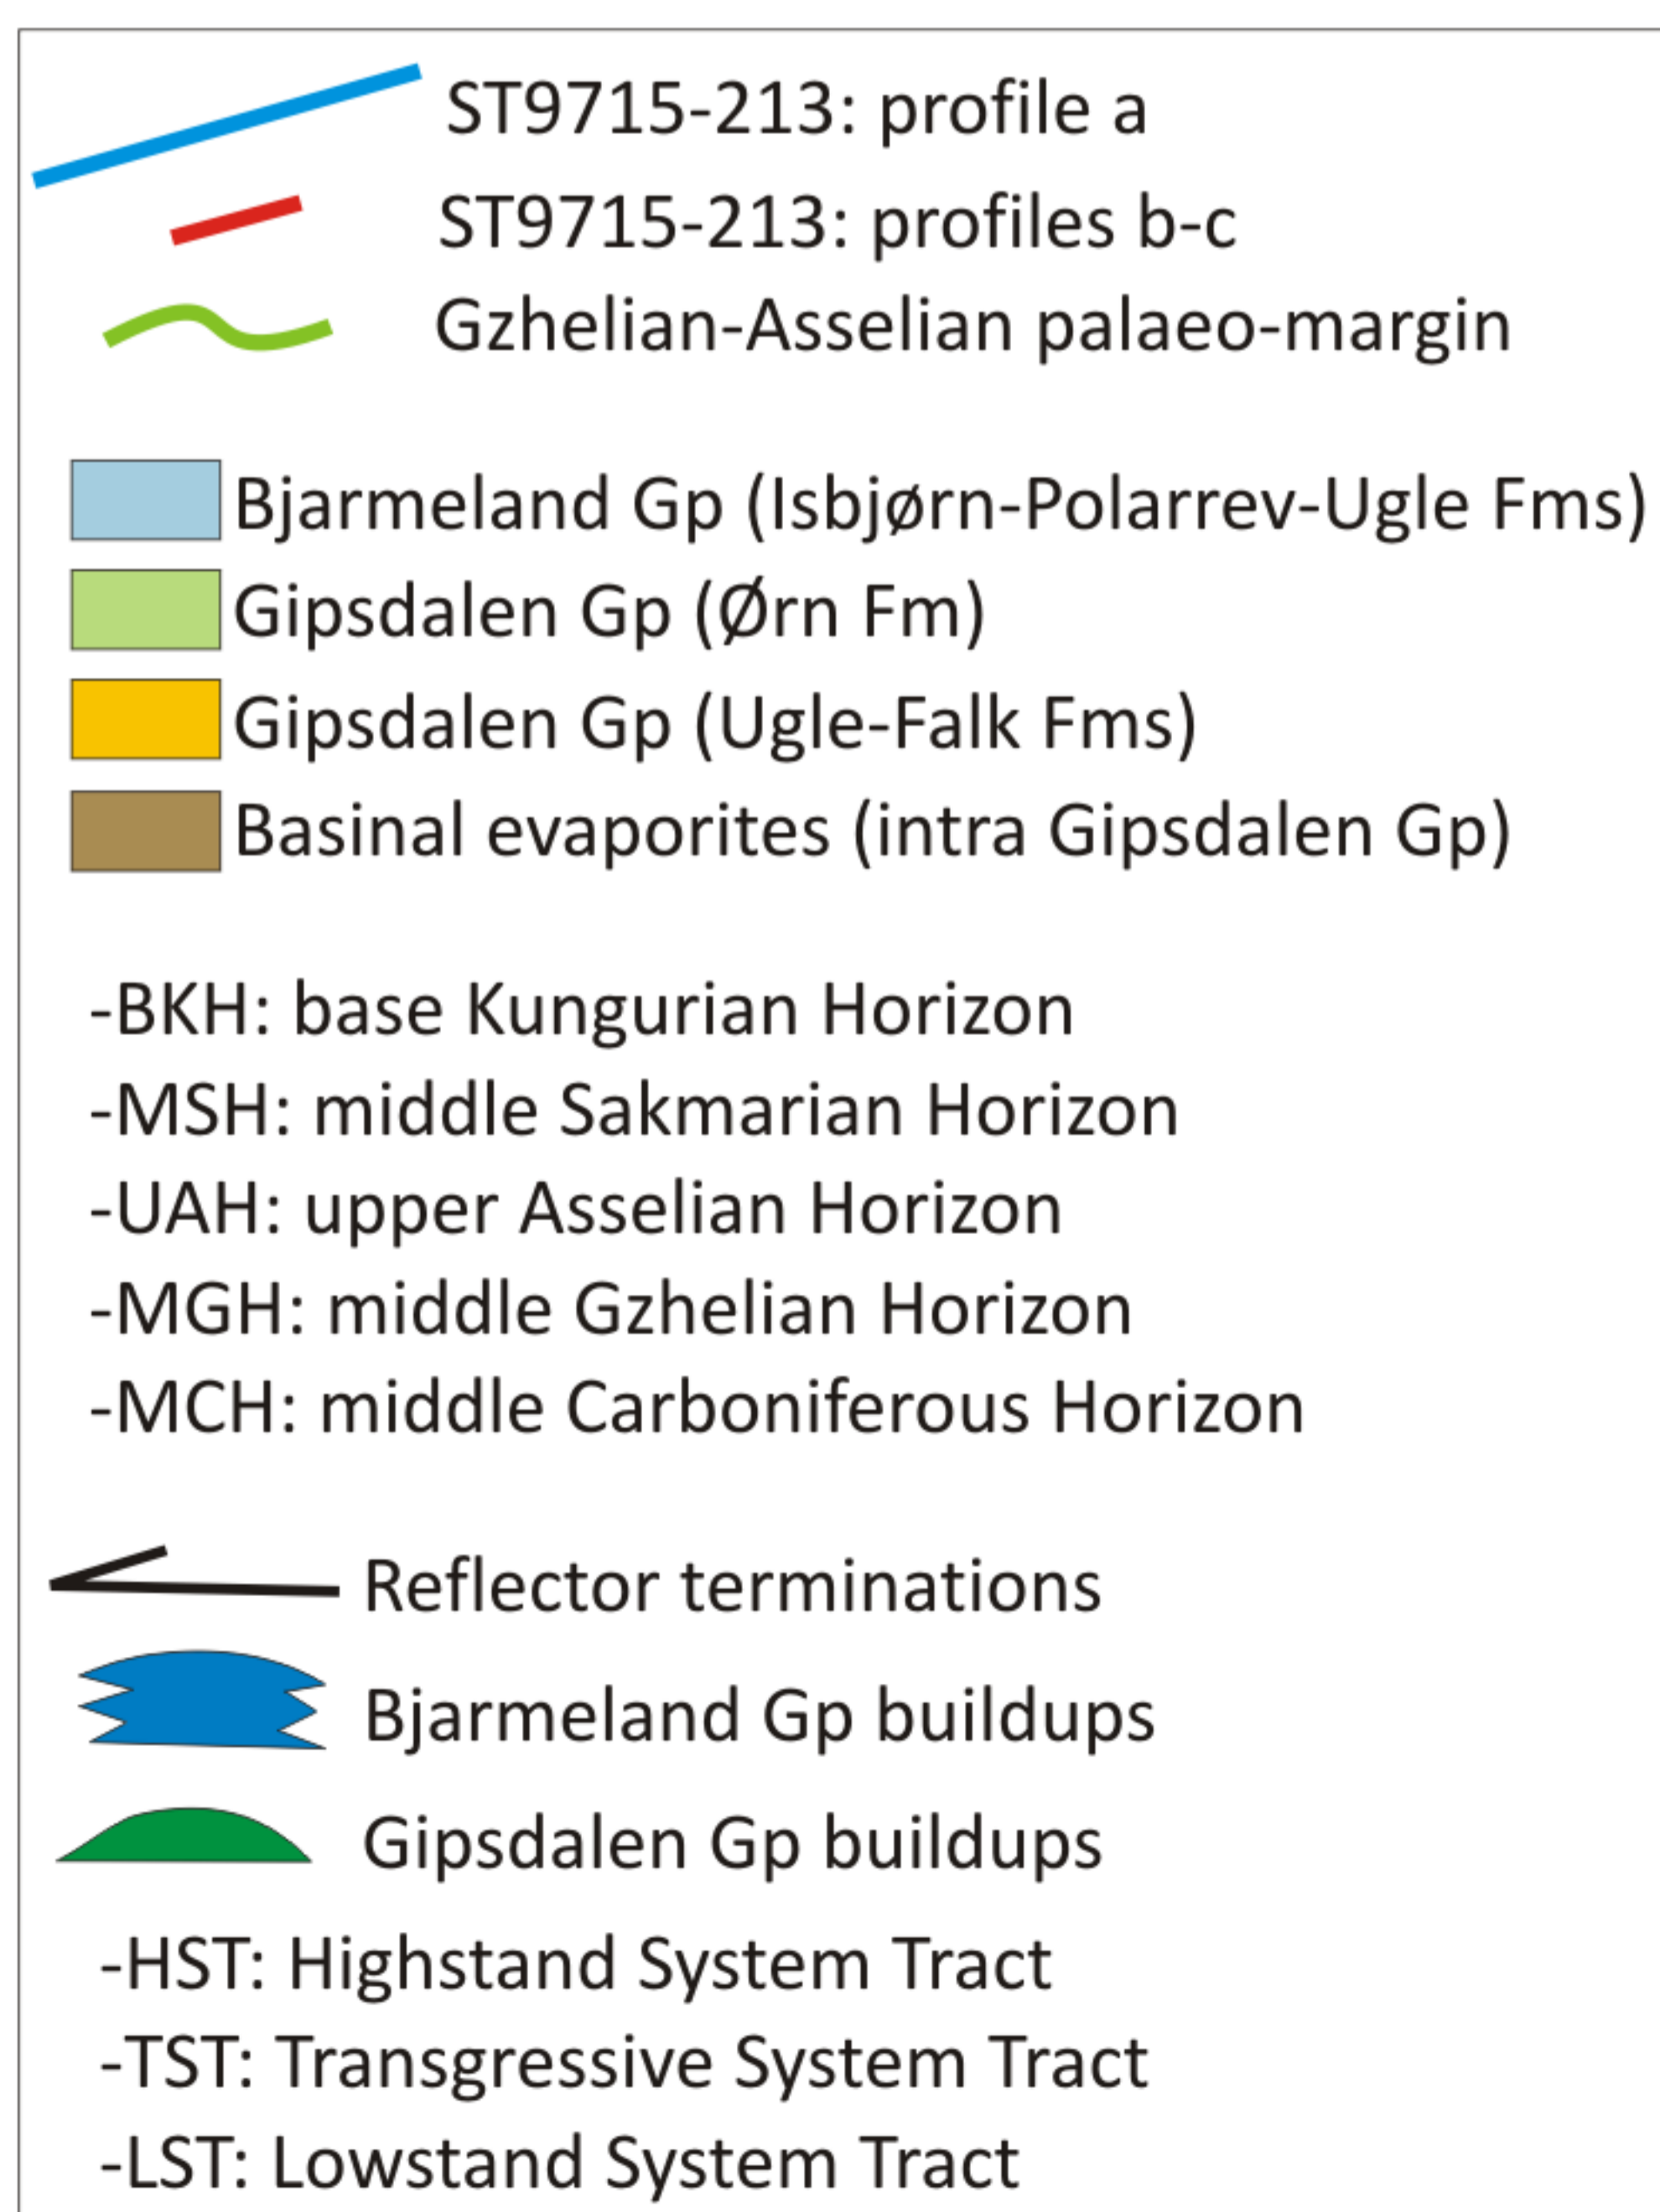 ST9715-213: profile a
ST9715-213: profiles b-c
Gzhelian-Asselian palaeo-margin
Bjarmeland Gp (Isbjørn-Polarrev-Ugle Fms)
Gipsdalen Gp (Ørn Fm)
Gipsdalen Gp (Ugle-Falk Fms)
Basinal evaporites (intra Gipsdalen Gp)
-BKH: base Kungurian Horizon
-MSH: middle Sakmarian Horizon
-UAH: upper Asselian Horizon
-MGH: middle Gzhelian Horizon
-MCH: middle Carboniferous Horizon
Reflector terminations
Bjarmeland Gp buildups
Gipsdalen Gp buildups
-HST: Highstand System Tract
-TST: Transgressive System Tract
-LST: Lowstand System Tract